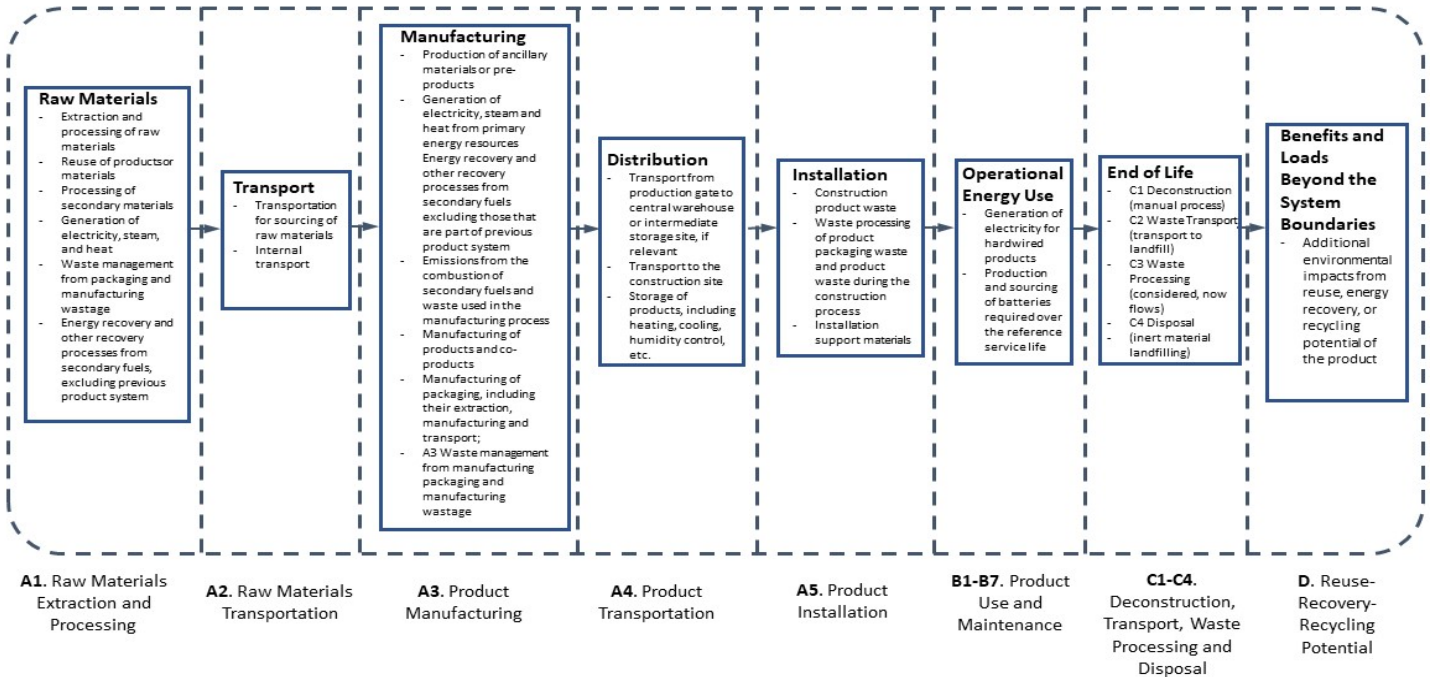 Raw Materials
- Extraction and
processing of raw
materials
- Reuse of productsor
materials
- Processing of
secondary materials
- Generation of
electricity, steam,
and heat
- Waste management
from packaging and
manufacturing
wastage
- Energy recovery and
other recovery
processes from
secondary fuels,
excluding previous
product system
Transport
- Transportation
for sourcing of
raw materials
- Internal
transport
Manufacturing
- Production of ancillary
materials or pre-
products
- Generation of
electricity, steam and
heat from primary
energy resources
Energy recovery and
other recovery
processes from
secondary fuels
excluding those that
are part of previous
product system
- Emissions from the
combustion of
secondary fuels and
waste used in the
manufacturing process
- Manufacturing of
products and co-
products
- Manufacturing of
packaging, including
their extraction,
manufacturing and
transport;
- A3 Waste management
from manufacturing
packaging and
manufacturing
wastage
Distribution
- Transport from
production gate to
central warehouse
or intermediate
storage site, if
relevant
- Transport to the
construction site
- Storage of
products, including
heating, cooling,
humidity control,
etc.
Installation
- Construction
product waste
- Waste processing
of product
packaging waste
and product
waste during the
construction
process
- Installation
support materials
Operational
Energy Use
- Generation of
electricity for
hardwired
products
- Production
and sourcing
of batteries
required over
the reference
service life
End of Life
- C1 Deconstruction
(manual process)
- C2 Waste Transport
(transport to
landfill)
- C3 Waste
Processing
(considered, now
flows)
- C4 Disposal
- (inert material
landfilling)
Benefits and
Loads
Beyond the
System
Boundaries
- Additional
environmental
impacts from
reuse, energy
recovery, or
recycling
potential of
the product
A1. Raw Materials
Extraction and
Processing
A2. Raw Materials
Transportation
A3. Product
Manufacturing
A4. Product
Transportation
A5. Product
Installation
B1-B7. Product
Use and
Maintenance
C1-C4.
Deconstruction,
Transport, Waste
Processing and
Disposal
D. Reuse-
Recovery-
Recycling
Potential